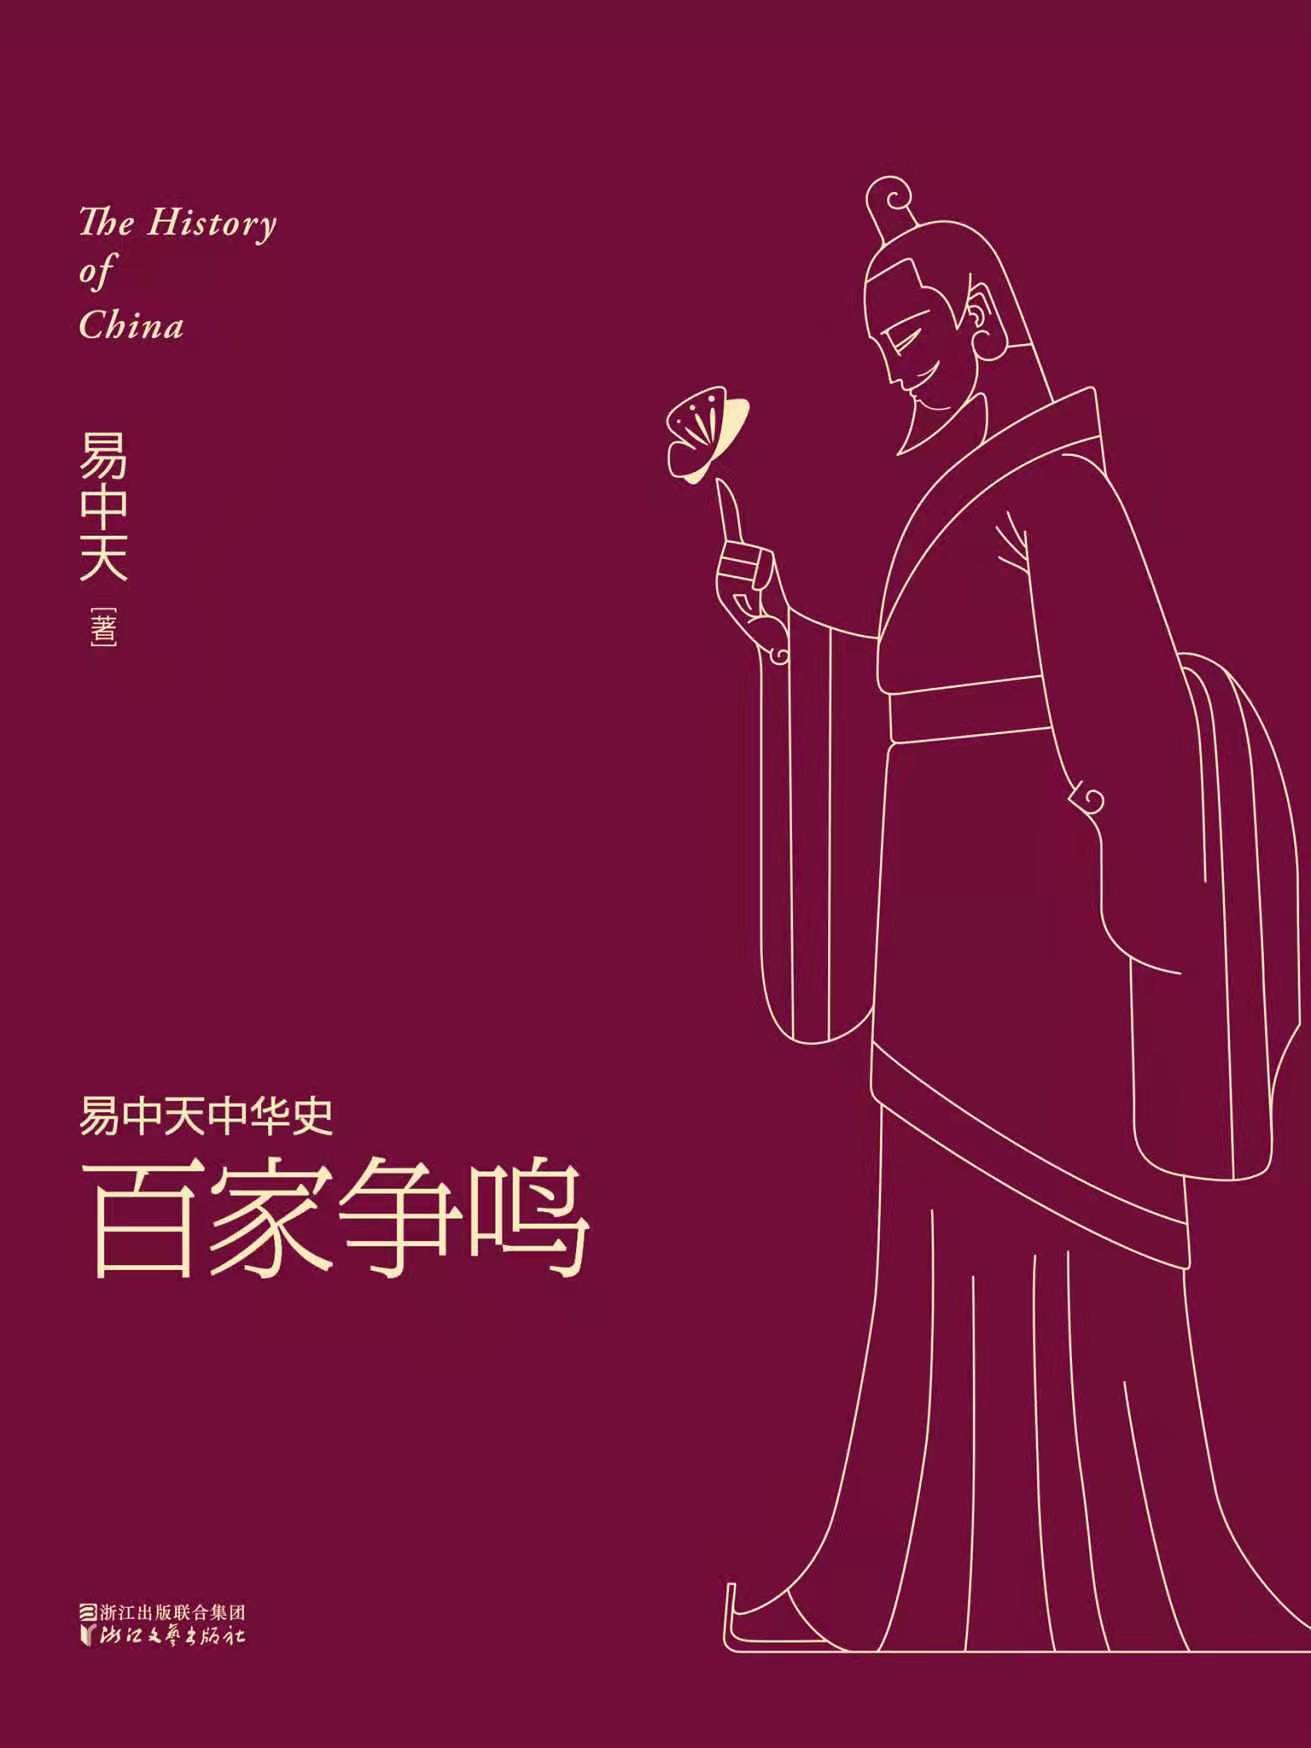 The History
of
China
易中天
[著]
易中天中华史
百家争鸣
浙江出版联合集团
浙江文艺出版社